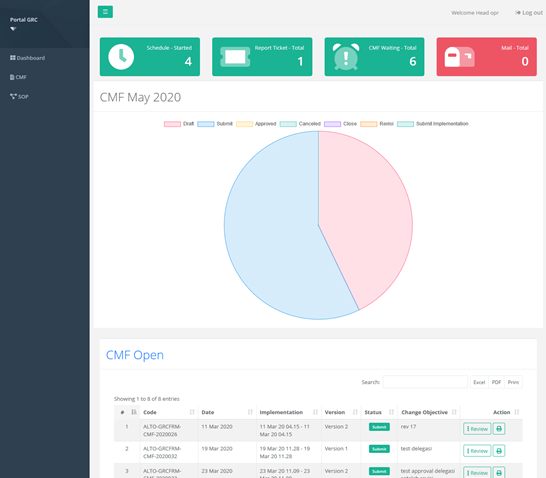 Portal GRC
Welcome Head opr
Log out
Dashboard
CMF
SOP
Schedule - Started
4
Report Ticket - Total
1
CMF Waiting - Total
6
Mail - Total
0
CMF May 2020
Draft Submit Approved Canceled Close Revisi Submit Implementation
CMF Open
Search: Excel PDF Print
Showing 1 to 8 of 8 entries
# Code Date Implementation Version Status Change Objective Action
1 ALTO-GRCFRM- 11 Mar 2020 11 Mar 20 04.15 - 11 Version 2 Submit rev 17 Review
CMF-2020026 Mar 20 04.15
2 ALTO-GRCFRM- 19 Mar 2020 19 Mar 20 11.28 - 19 Version 1 Submit test delegasi Review
CMF-2020032 Mar 20 11.28
3 ALTO-GRCFRM- 23 Mar 2020 23 Mar 20 11.09 - 23 Version 2 Submit test approval delegasi Review